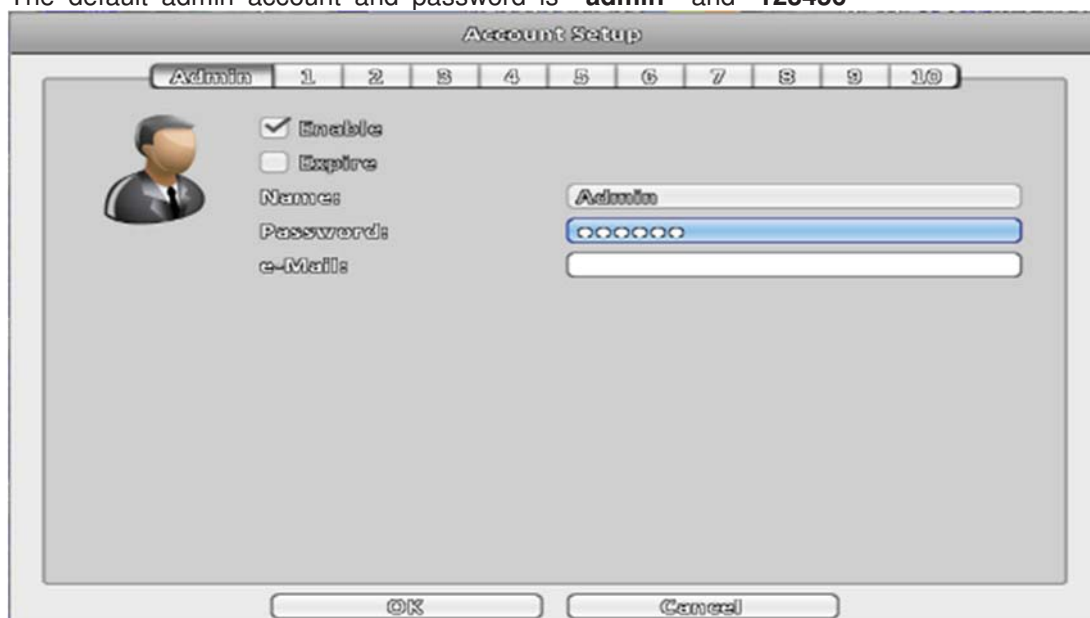 The default admin account and password is "admin" and "123456"
Account Setup
Admin 1 2 3 4 5 6 7 8 9 10
Enable
Expire
Name: Admin
Password:
e-Mail:
OK Cancel